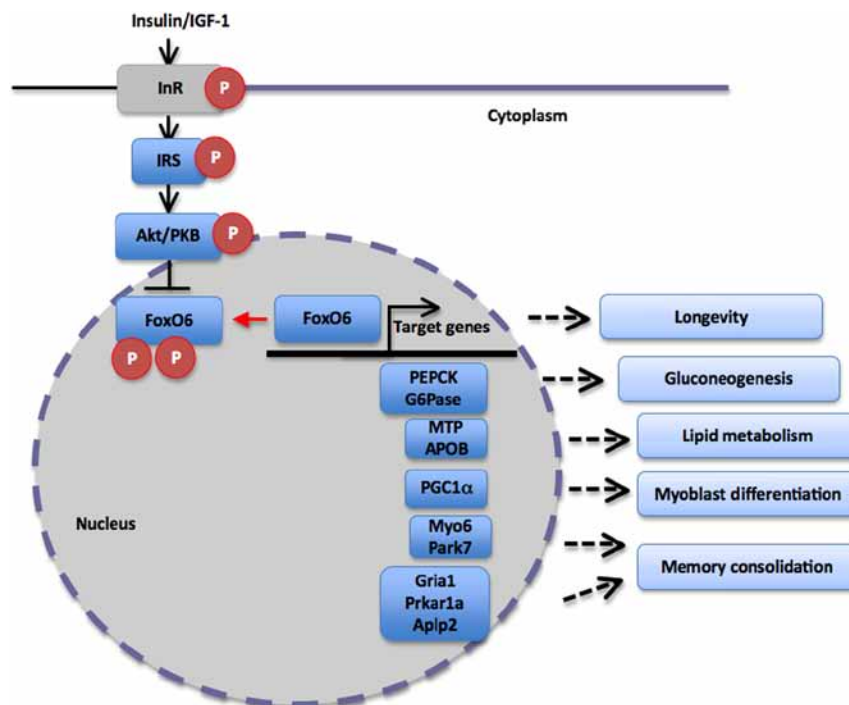 Insulin/IGF-1
InR
P
Cytoplasm
IRS
P
Akt/PKB
P
FoxO6
P
P
FoxO6
Target genes
Longevity
PEPCK
G6Pase
Gluconeogenesis
MTP
APOB
Lipid metabolism
PGC1α
Myoblast differentiation
Nucleus
Myo6
Park7
Memory consolidation
Gria1
Prkar1a
Aplp2